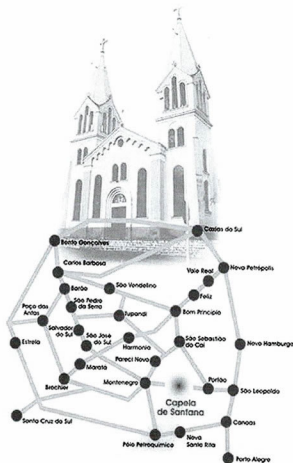 Caxias do Sul
Bento Gonçalves
Carlos Barbosa
Nova Petrópolis
Vale Real
Barão
São Vendelino
Feliz
São Pedro
da Serra
Poço das
Antas
Tupandi
Bom Princípio
Salvador
do Sul
São José
do Sul
Harmonia
São Sebastião
do Caí
Estrela
Nova Hamburgo
Pareci Novo
Maratá
Brochier
Montenegro
Portão
São Leopoldo
Capela
de Santana
Santa Cruz do Sul
Canoas
Pólo Petroquímico
Nova
Santa Rita
Porto Alegre